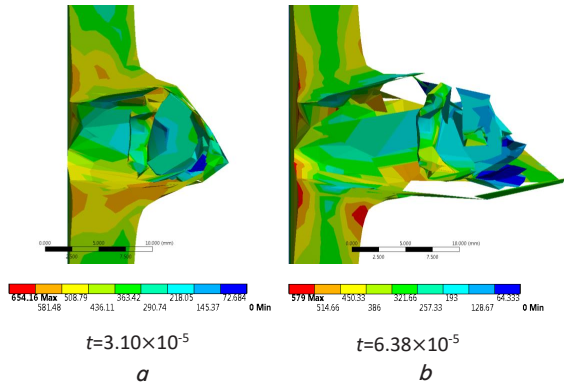 0.000 5.000 10.000 (mm)
2.500 7.500
0.000 5.000 10.000 (mm)
2.500 7.500
654.16 Max 508.79 363.42 218.05 72.684
581.48 436.11 290.74 145.37 0 Min
579 Max 450.33 321.66 193 64.333
514.66 386 257.33 128.67 0 Min
t=3.10×10⁻⁵
t=6.38×10⁻⁵
a
b